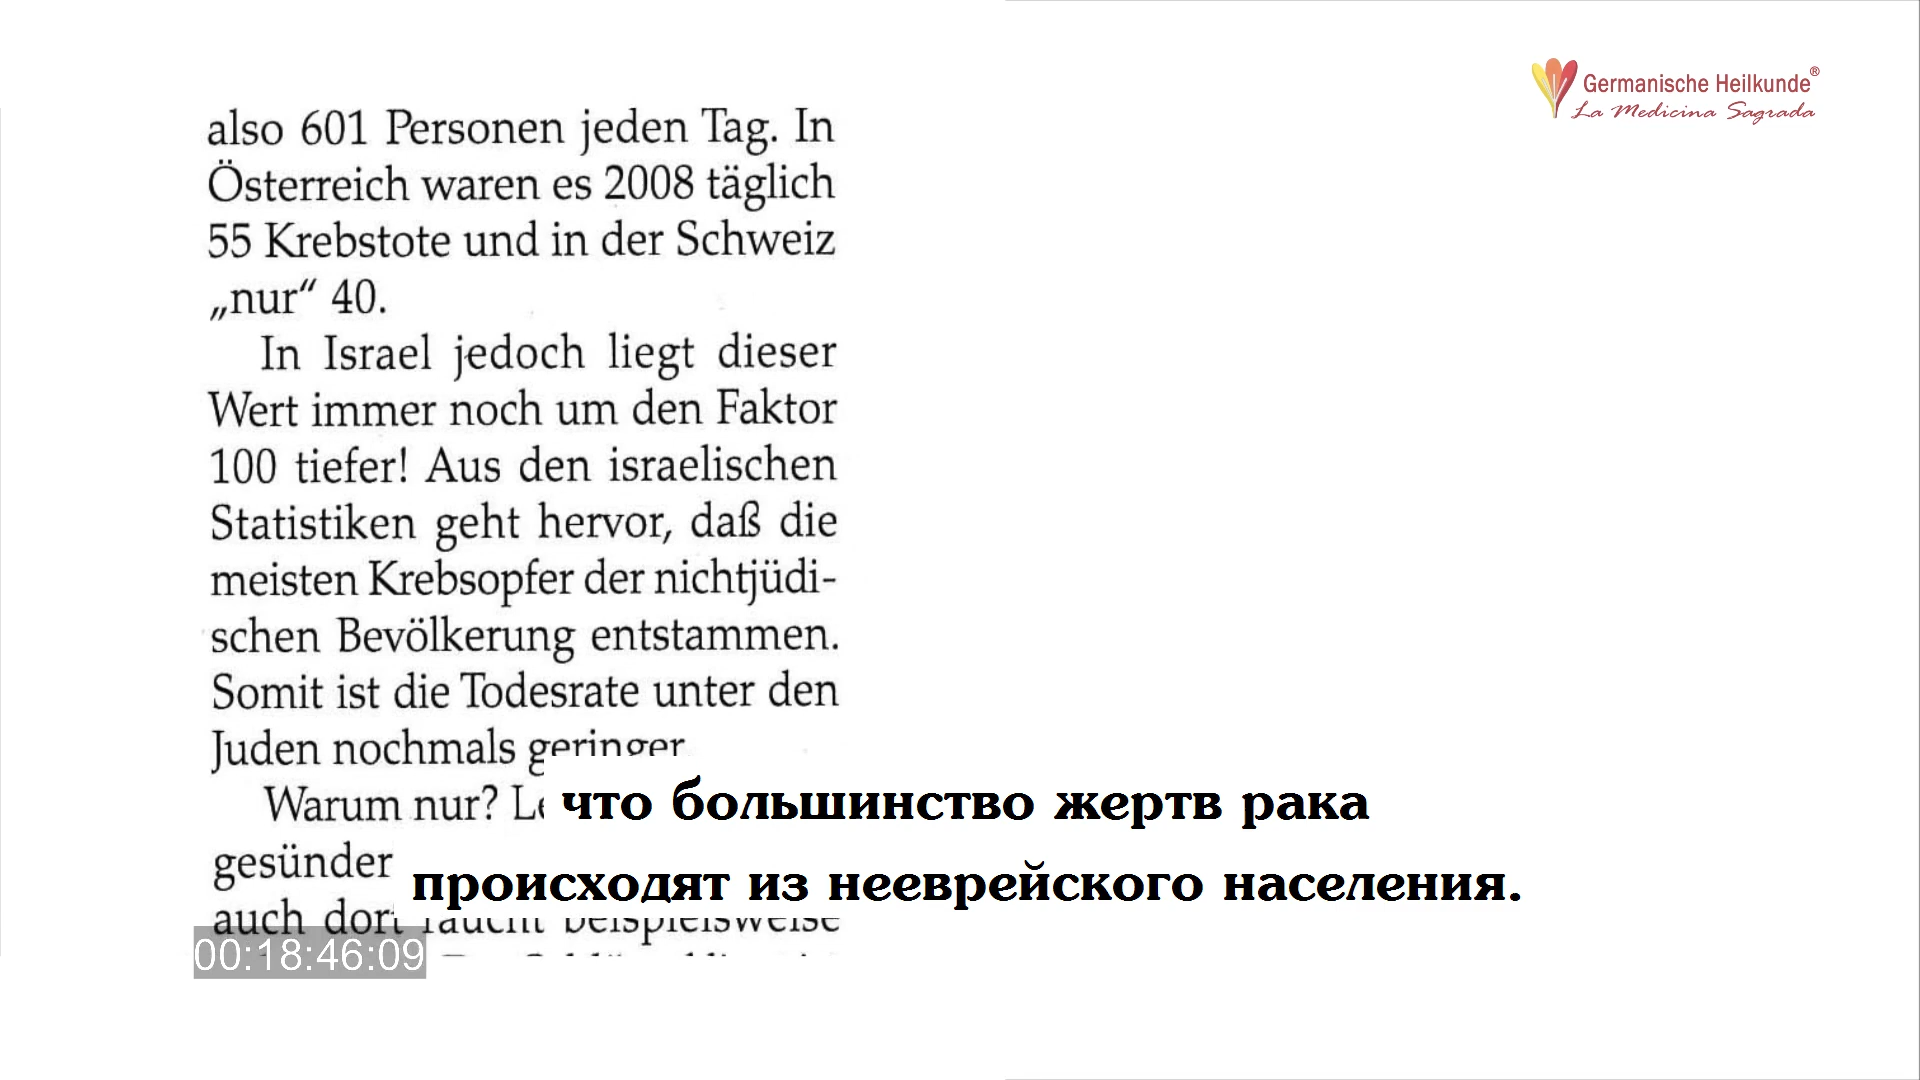 Germanische Heilkunde®
La Medicina Sagrada
also 601 Personen jeden Tag. In
Österreich waren es 2008 täglich
55 Krebstote und in der Schweiz
„nur“ 40.
In Israel jedoch liegt dieser
Wert immer noch um den Faktor
100 tiefer! Aus den israelischen
Statistiken geht hervor, daß die
meisten Krebsopfer der nichtjüdi-
schen Bevölkerung entstammen.
Somit ist die Todesrate unter den
Juden nochmals geringer
Warum nur?
gesünder
auch dort raucht beispielsweise
что большинство жертв рака
происходят из нееврейского населения.
00:18:46:09